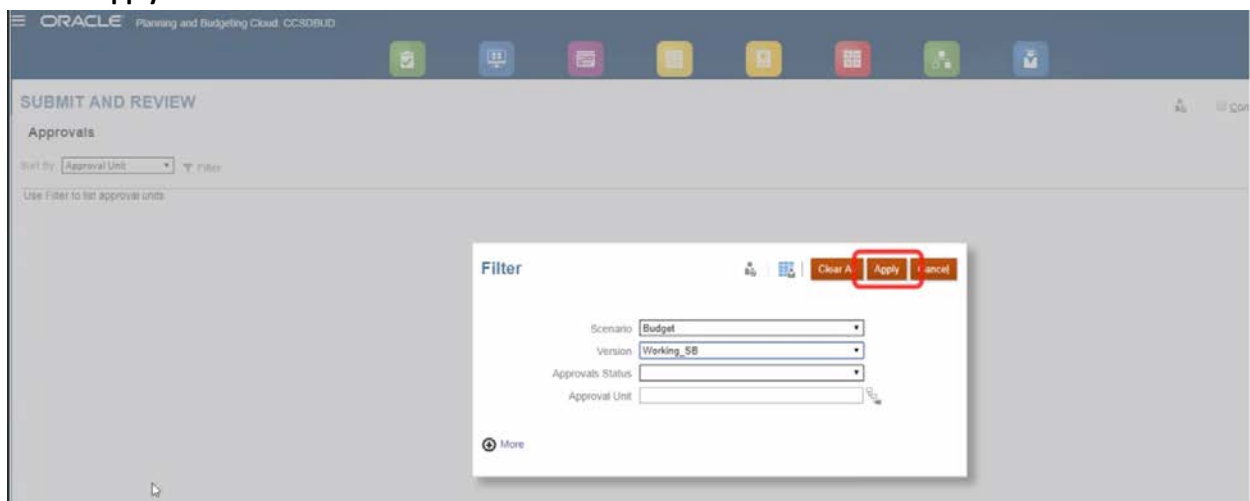 ORACLE Planning and Budgeting Cloud: CCSDBUD
SUBMIT AND REVIEW
Approvals
Sort By Approval Unit Filter
Use Filter to list approval units
Filter Clear A Apply Cancel
Scenario Budget
Version Working_SB
Approvals Status
Approval Unit
More